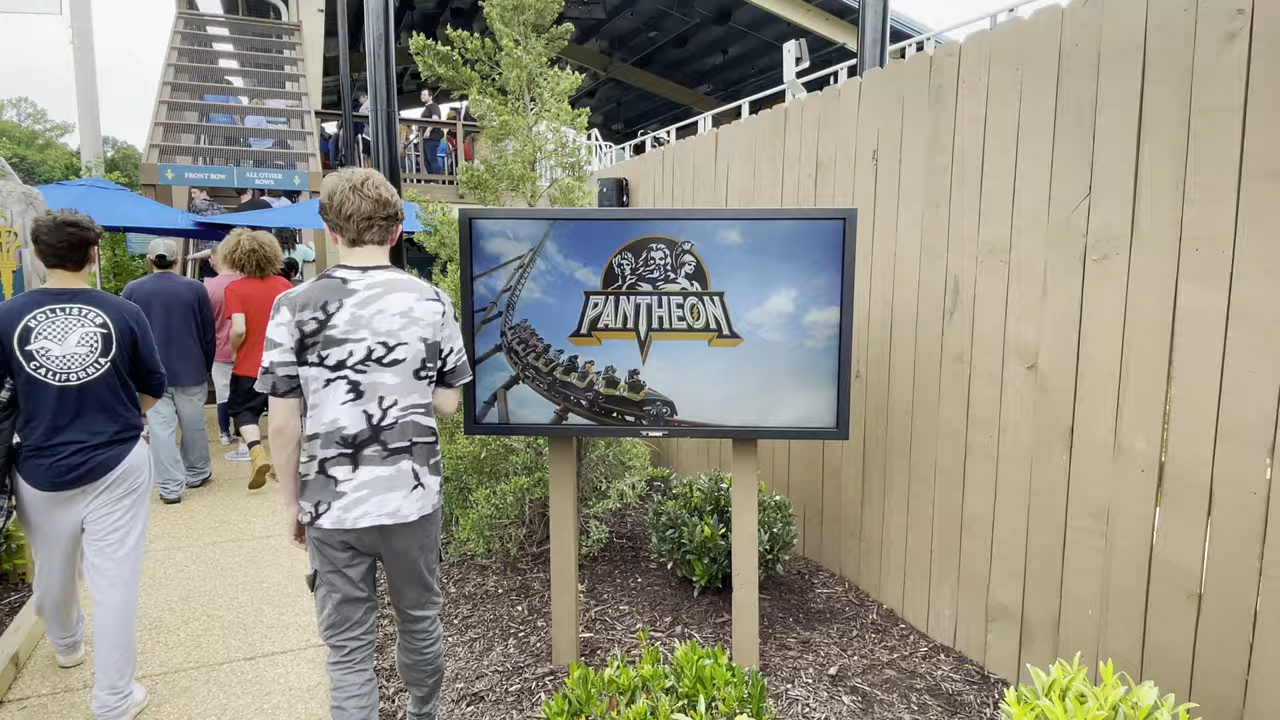 FRONT ROW
ALL OTHER
ROWS
HOLLISTER
CALIFORNIA
PANTHEON